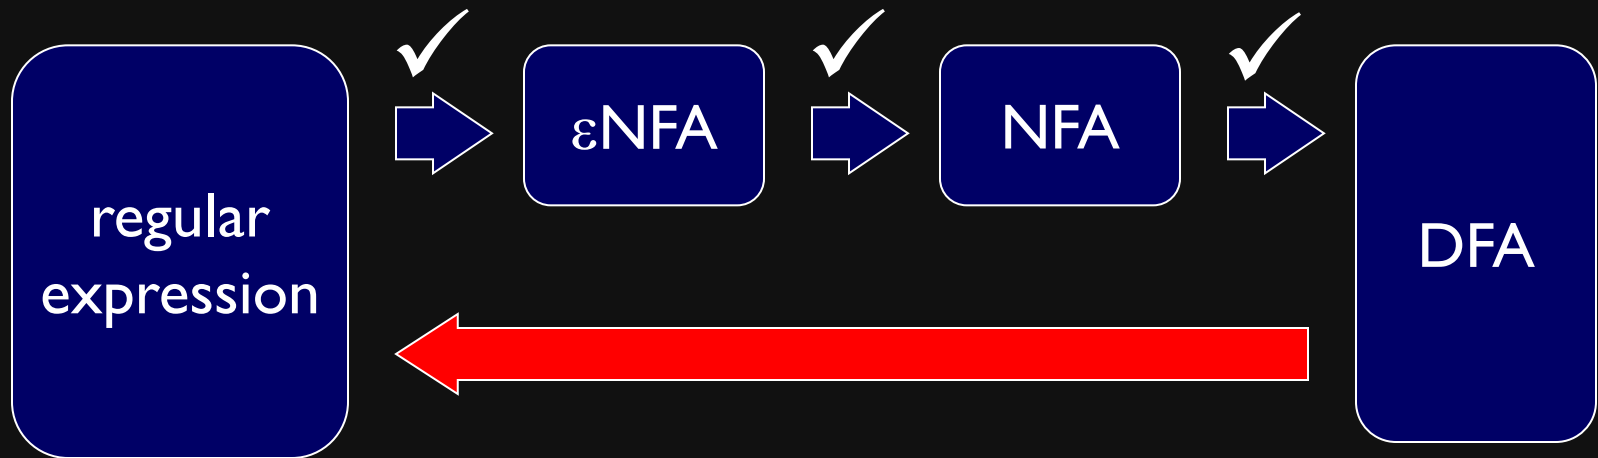 regular
expression
εNFA
NFA
DFA